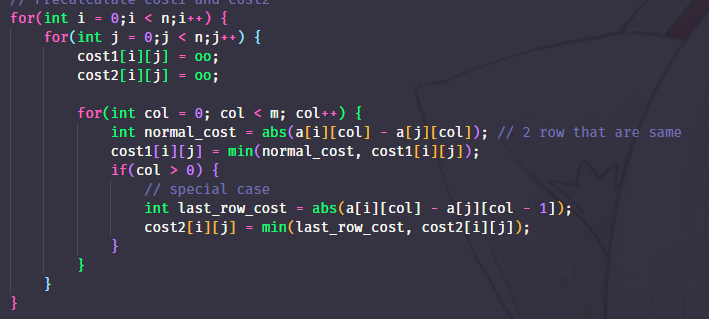 // Precalculate cost1 and cost2
for(int i = 0;i < n;i++) {
for(int j = 0;j < n;j++) {
cost1[i][j] = oo;
cost2[i][j] = oo;
for(int col = 0; col < m; col++) {
int normal_cost = abs(a[i][col] - a[j][col]); // 2 row that are same
cost1[i][j] = min(normal_cost, cost1[i][j]);
if(col > 0) {
// special case
int last_row_cost = abs(a[i][col] - a[j][col - 1]);
cost2[i][j] = min(last_row_cost, cost2[i][j]);
}
}
}
}